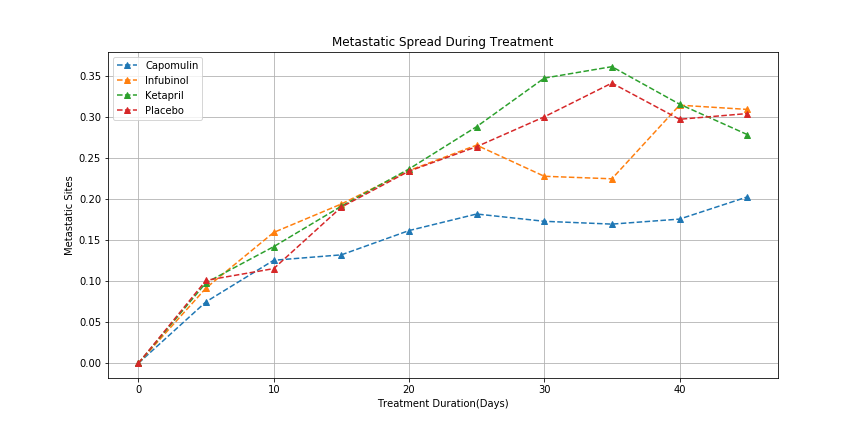 Metastatic Spread During Treatment
Capomulin
Infubinol
Ketapril
Placebo
Metastatic Sites
0.35
0.30
0.25
0.20
0.15
0.10
0.05
0.00
0 10 20 30 40
Treatment Duration(Days)